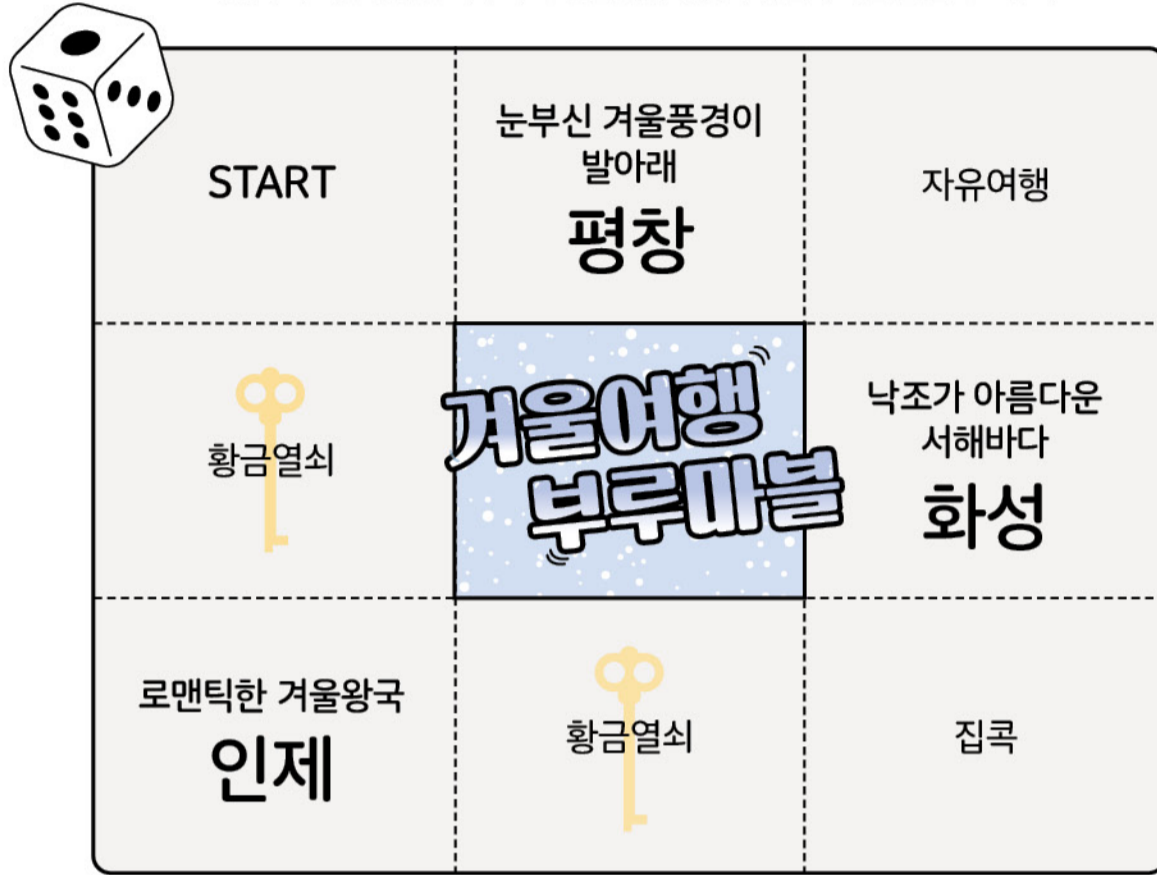 START
눈부신 겨울풍경이
발아래
평창
자유여행
황금열쇠
겨울여행
부루마블
낙조가 아름다운
서해바다
화성
로맨틱한 겨울왕국
인제
황금열쇠
집콕